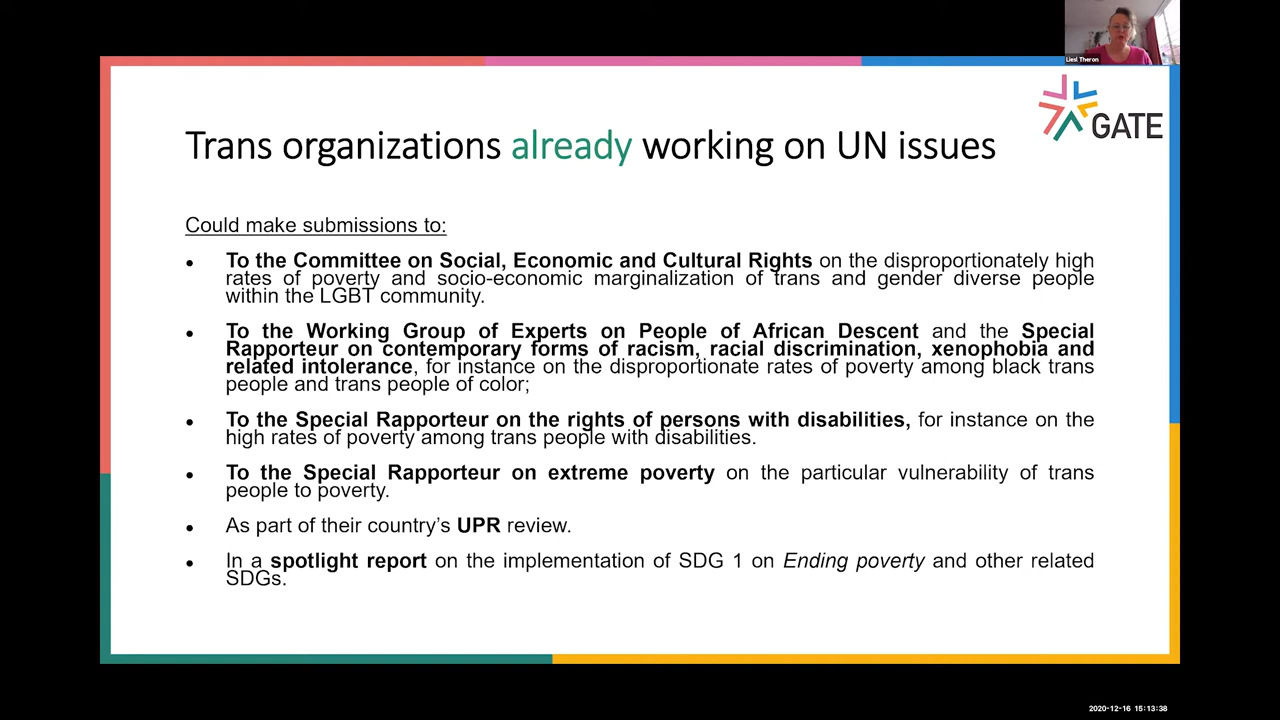 Liesl Theron
GATE
Trans organizations already working on UN issues
Could make submissions to:
• To the Committee on Social, Economic and Cultural Rights on the disproportionately high
rates of poverty and socio-economic marginalization of trans and gender diverse people
within the LGBT community.
• To the Working Group of Experts on People of African Descent and the Special
Rapporteur on contemporary forms of racism, racial discrimination, xenophobia and
related intolerance, for instance on the disproportionate rates of poverty among black trans
people and trans people of color;
• To the Special Rapporteur on the rights of persons with disabilities, for instance on the
high rates of poverty among trans people with disabilities.
• To the Special Rapporteur on extreme poverty on the particular vulnerability of trans
people to poverty.
• As part of their country’s UPR review.
• In a spotlight report on the implementation of SDG 1 on Ending poverty and other related
SDGs.
2020-12-16 15:13:38